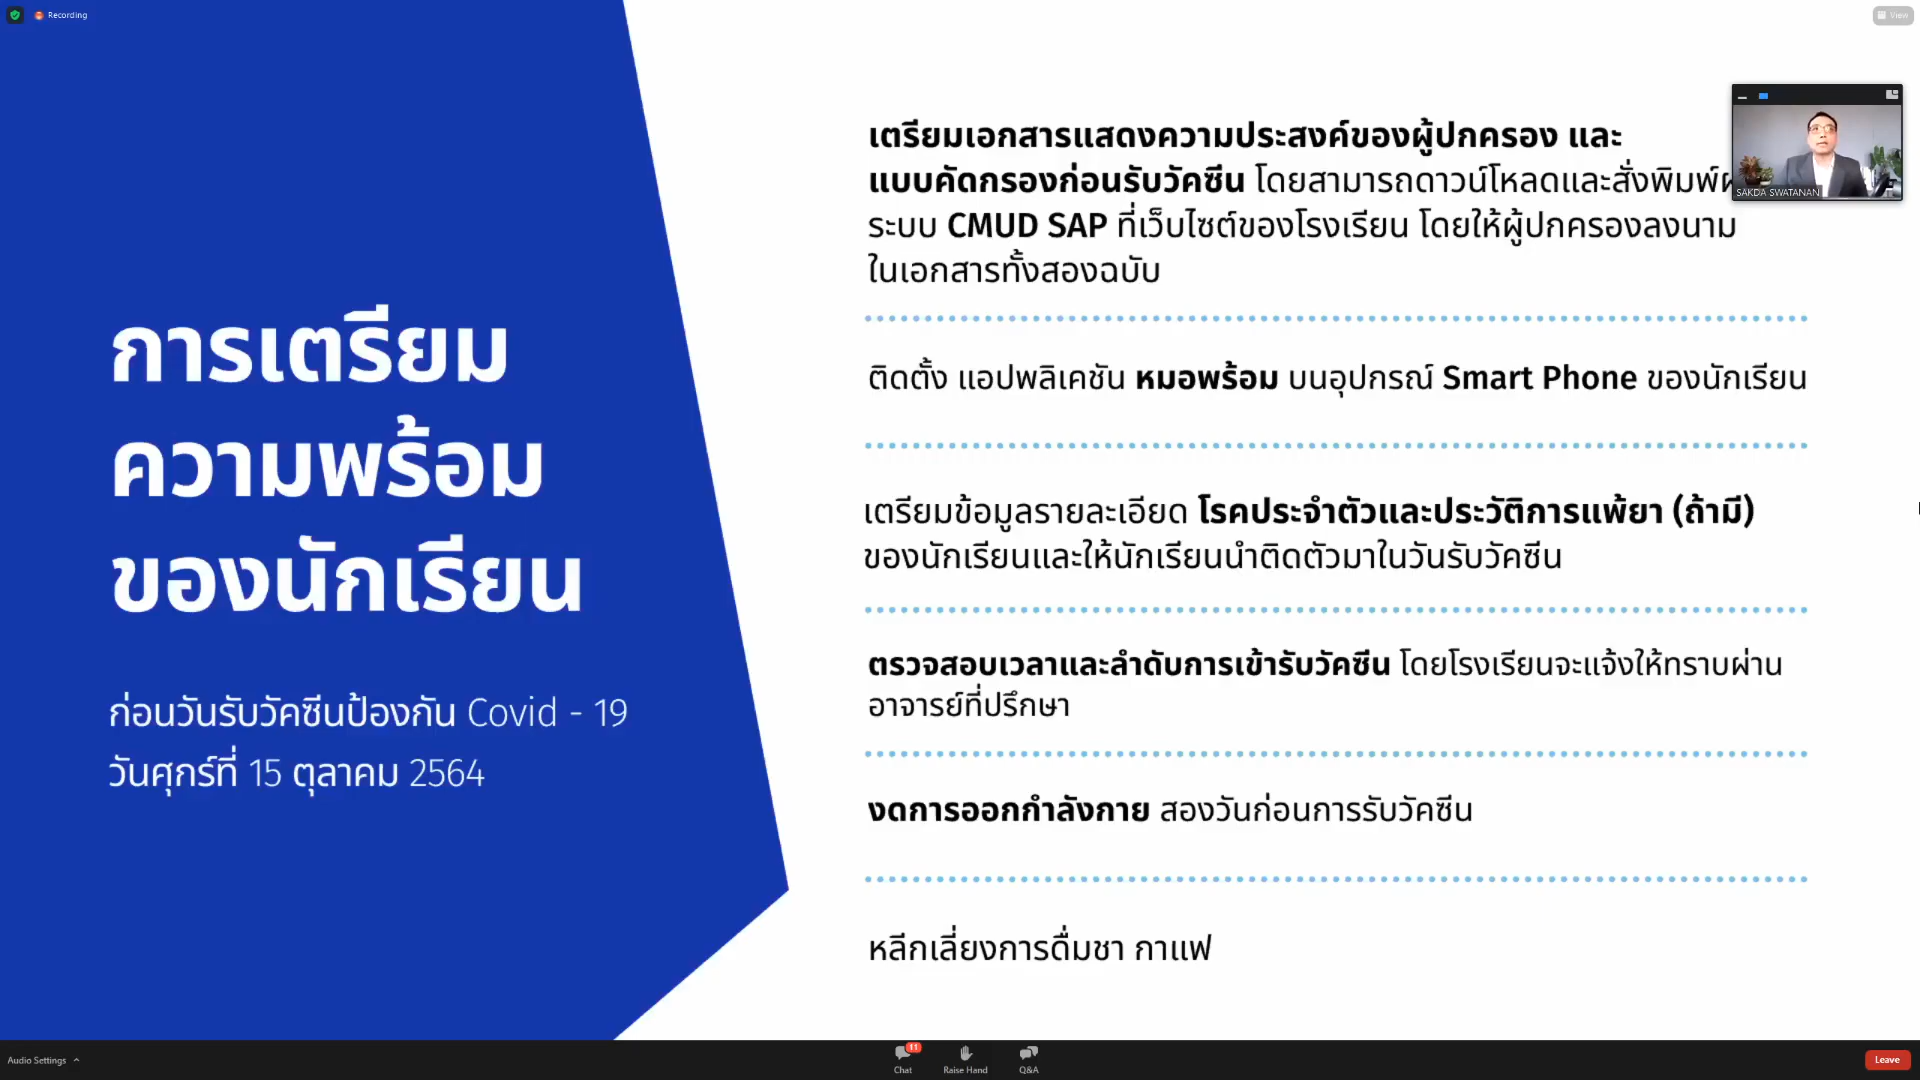 Recording
View
เตรียมเอกสารแสดงความประสงค์ของผู้ปกครอง และ
แบบคัดกรองก่อนรับวัคซีน โดยสามารถดาวน์โหลดและสั่งพิมพ์
ระบบ CMUD SAP ที่เว็บไซต์ของโรงเรียน โดยให้ผู้ปกครองลงนาม
ในเอกสารทั้งสองฉบับ
SAKDA SWATANAN
การเตรียม
ความพร้อม
ของนักเรียน
ก่อนวันรับวัคซีนป้องกัน Covid - 19
วันศุกร์ที่ 15 ตุลาคม 2564
ติดตั้ง แอปพลิเคชัน หมอพร้อม บนอุปกรณ์ Smart Phone ของนักเรียน
เตรียมข้อมูลรายละเอียด โรคประจำตัวและประวัติการแพ้ยา (ถ้ามี)
ของนักเรียนและให้นักเรียนนำติดตัวมาในวันรับวัคซีน
ตรวจสอบเวลาและลำดับการเข้ารับวัคซีน โดยโรงเรียนจะแจ้งให้ทราบผ่าน
อาจารย์ที่ปรึกษา
งดการออกกำลังกาย สองวันก่อนการรับวัคซีน
หลีกเลี่ยงการดื่มชา กาแฟ
Audio Settings
11
Chat
Raise Hand
Q&A
Leave